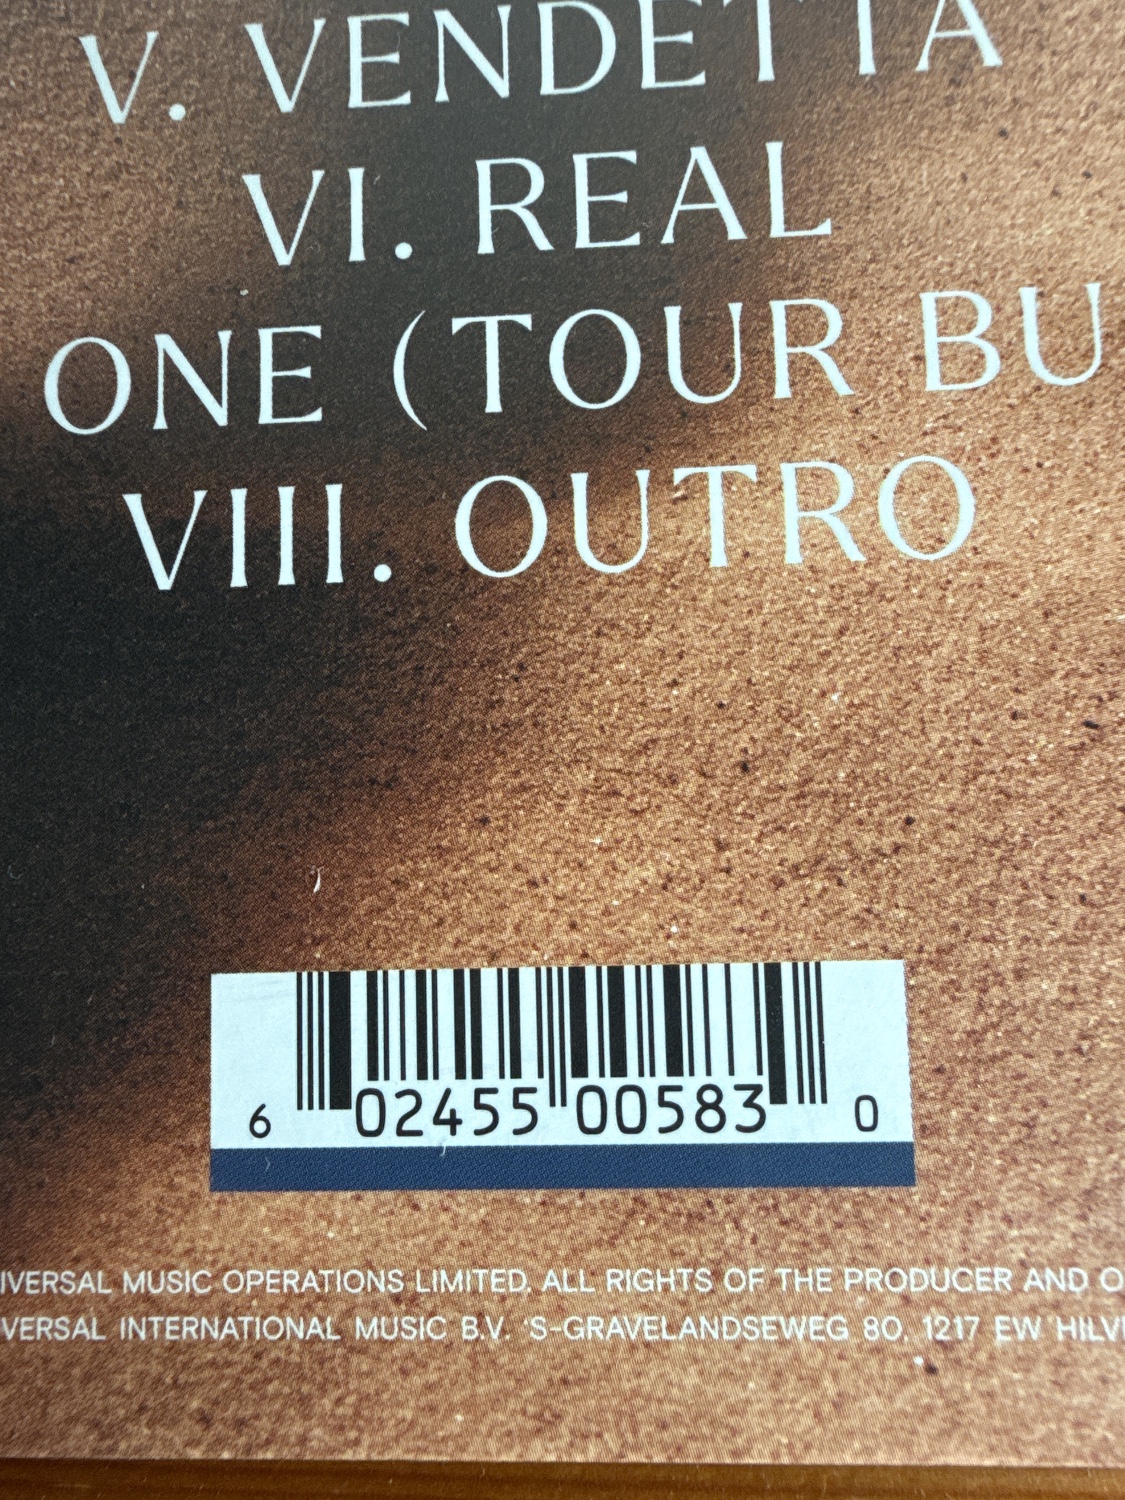 V. VENDETTA
VI. REAL
ONE (TOUR BU
VIII. OUTRO
6 02455 00583 0
IVERSAL MUSIC OPERATIONS LIMITED. ALL RIGHTS OF THE PRODUCER AND O
VERSAL INTERNATIONAL MUSIC B.V. 'S-GRAVELANDSEWEG 80, 1217 EW HILV